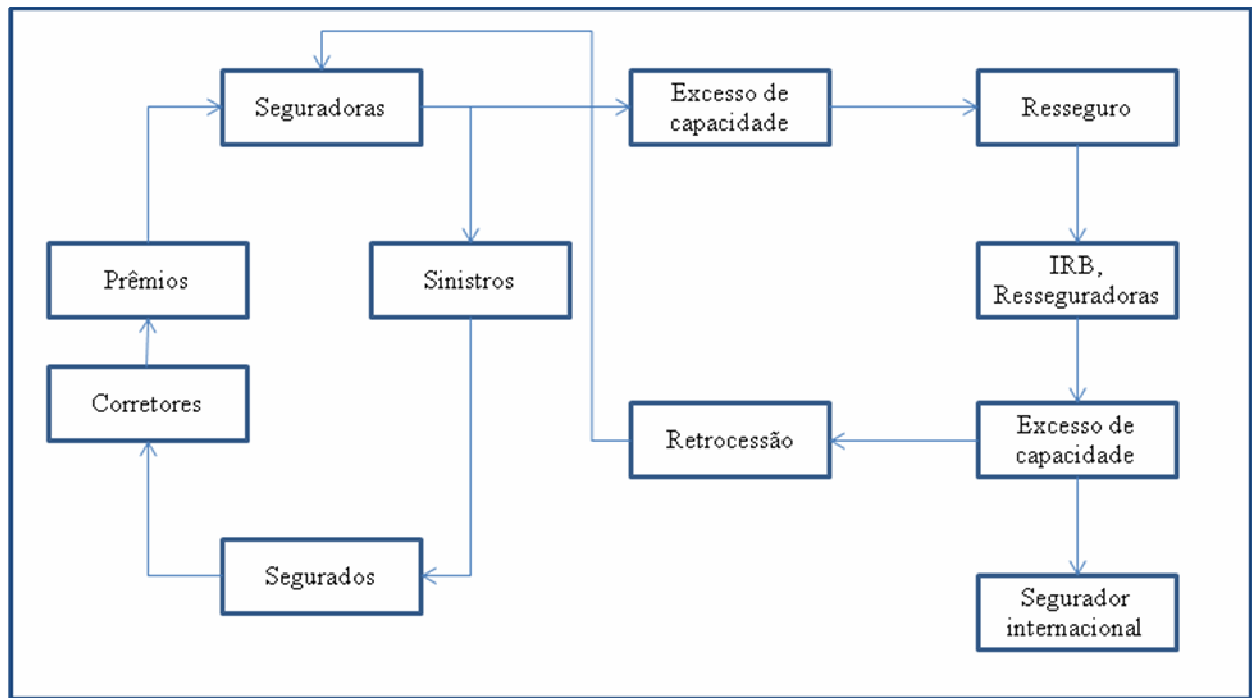 Seguradoras
Excesso de
capacidade
Resseguro
Prêmios
Sinistros
IRB,
Resseguradoras
Corretores
Retrocessão
Excesso de
capacidade
Segurados
Segurador
internacional